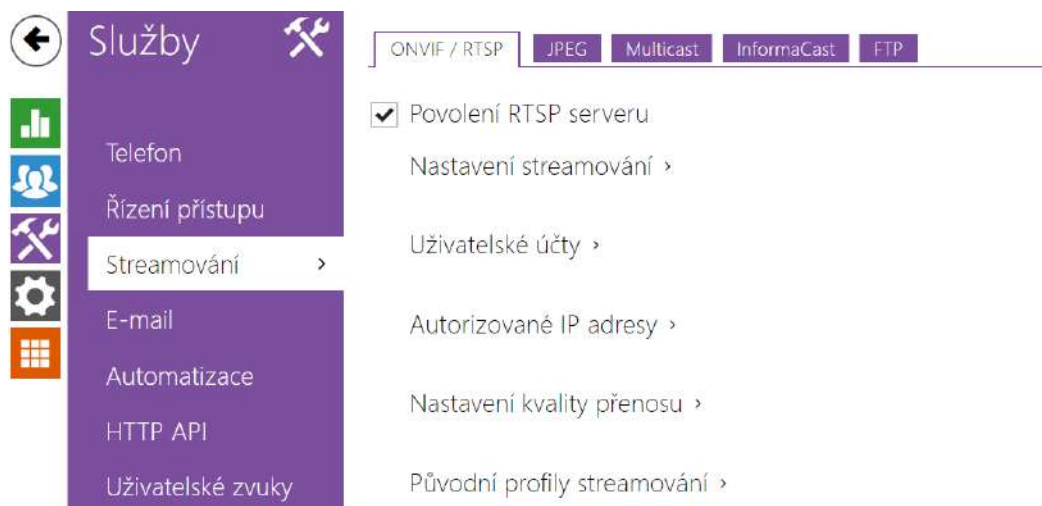 Služby
Telefon
Řízení přístupu
Streamování
E-mail
Automatizace
HTTP API
Uživatelské zvuky
ONVIF / RTSP JPEG Multicast InformaCast FTP
Povolení RTSP serveru
Nastavení streamování
Uživatelské účty
Autorizované IP adresy
Nastavení kvality přenosu
Původní profily streamování